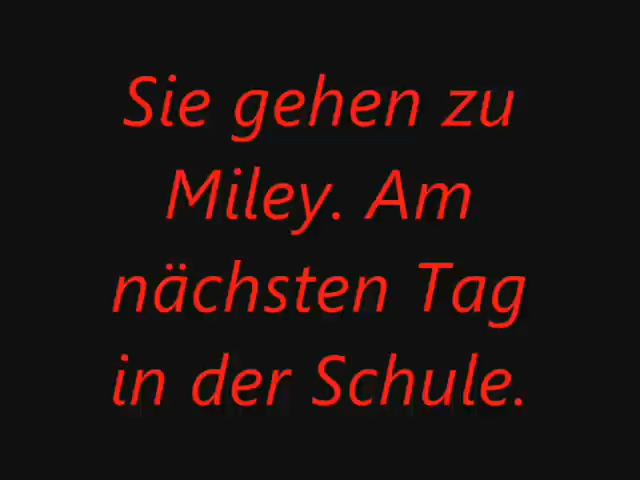 Sie gehen zu
Miley. Am
nächsten Tag
in der Schule.